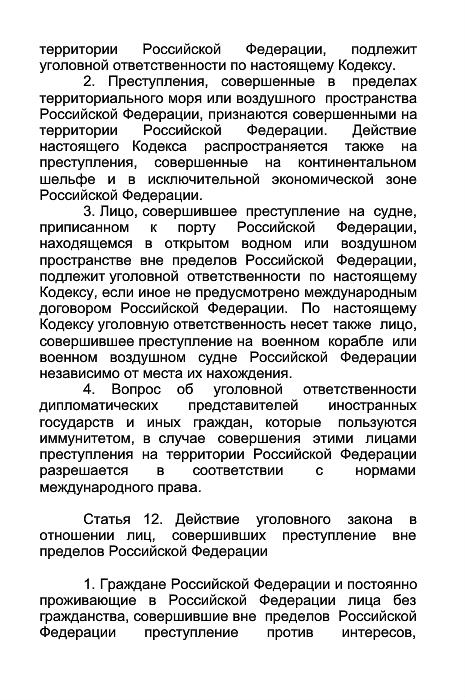 территории Российской Федерации, подлежит
уголовной ответственности по настоящему Кодексу.
2. Преступления, совершенные в пределах
территориального моря или воздушного пространства
Российской Федерации, признаются совершенными на
территории Российской Федерации. Действие
настоящего Кодекса распространяется также на
преступления, совершенные на континентальном
шельфе и в исключительной экономической зоне
Российской Федерации.
3. Лицо, совершившее преступление на судне,
приписанном к порту Российской Федерации,
находящемся в открытом водном или воздушном
пространстве вне пределов Российской Федерации,
подлежит уголовной ответственности по настоящему
Кодексу, если иное не предусмотрено международным
договором Российской Федерации. По настоящему
Кодексу уголовную ответственность несет также лицо,
совершившее преступление на военном корабле или
военном воздушном судне Российской Федерации
независимо от места их нахождения.
4. Вопрос об уголовной ответственности
дипломатических представителей иностранных
государств и иных граждан, которые пользуются
иммунитетом, в случае совершения этими лицами
преступления на территории Российской Федерации
разрешается в соответствии с нормами
международного права.
Статья 12. Действие уголовного закона в
отношении лиц, совершивших преступление вне
пределов Российской Федерации
1. Граждане Российской Федерации и постоянно
проживающие в Российской Федерации лица без
гражданства, совершившие вне пределов Российской
Федерации преступление против интересов,